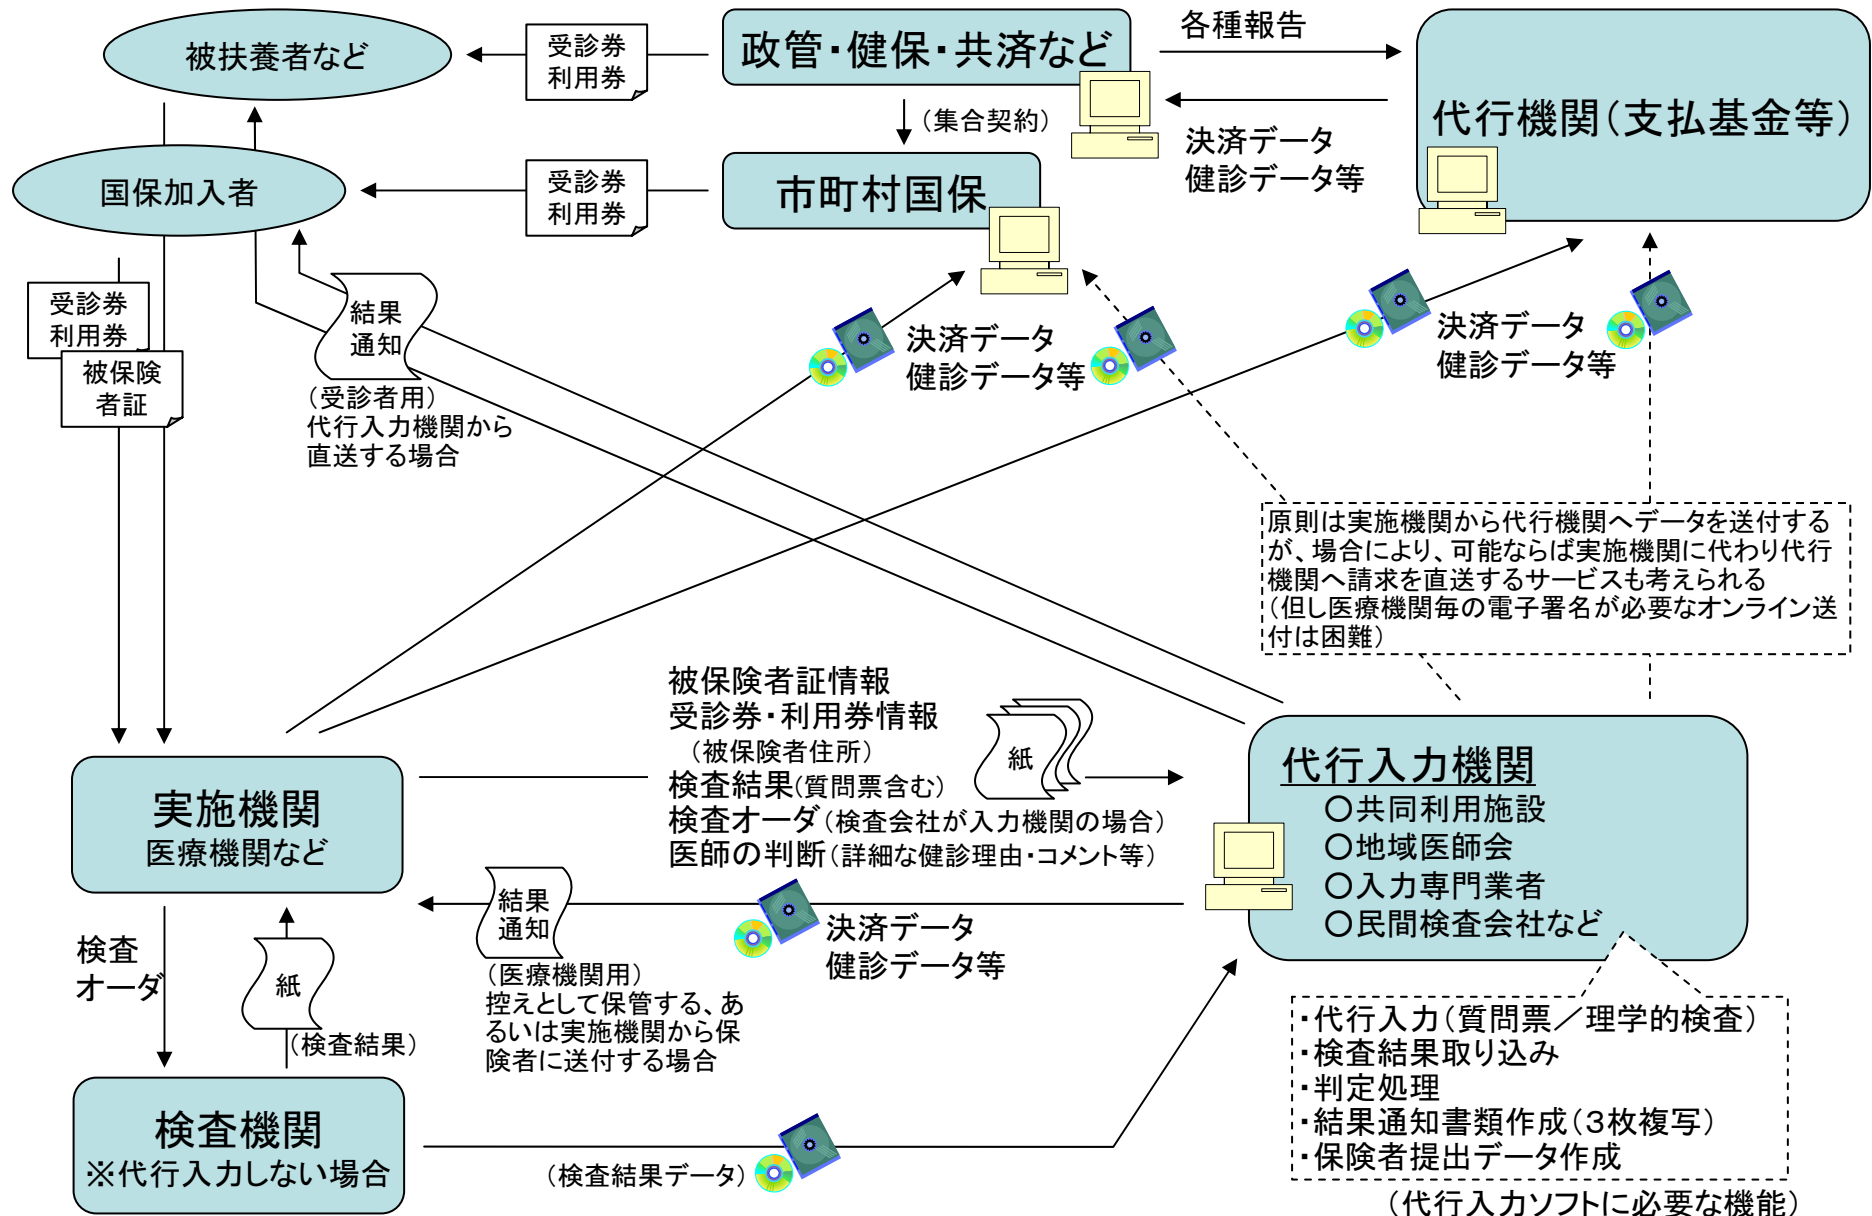 被扶養者など
受診券
利用券
政管・健保・共済など
各種報告
代行機関（支払基金等）
（集合契約）
決済データ
健診データ等
国保加入者
受診券
利用券
市町村国保
受診券
利用券
被保険
者証
結果
通知
（受診者用）
代行入力機関から
直送する場合
決済データ
健診データ等
決済データ
健診データ等
原則は実施機関から代行機関へデータを送付する
が、場合により、可能ならば実施機関に代わり代行
機関へ請求を直送するサービスも考えられる
（但し医療機関毎の電子署名が必要なオンライン送
付は困難）
被保険者証情報
受診券・利用券情報
（被保険者住所）
検査結果（質問票含む）
検査オーダ（検査会社が入力機関の場合）
医師の判断（詳細な健診理由・コメント等）
紙
実施機関
医療機関など
代行入力機関
○共同利用施設
○地域医師会
○入力専門業者
○民間検査会社など
結果
通知
（医療機関用）
控えとして保管する、あ
るいは実施機関から保
険者に送付する場合
決済データ
健診データ等
検査
オーダ
紙
（検査結果）
検査機関
※代行入力しない場合
（検査結果データ）
・代行入力（質問票／理学的検査）
・検査結果取り込み
・判定処理
・結果通知書類作成（３枚複写）
・保険者提出データ作成
（代行入力ソフトに必要な機能）